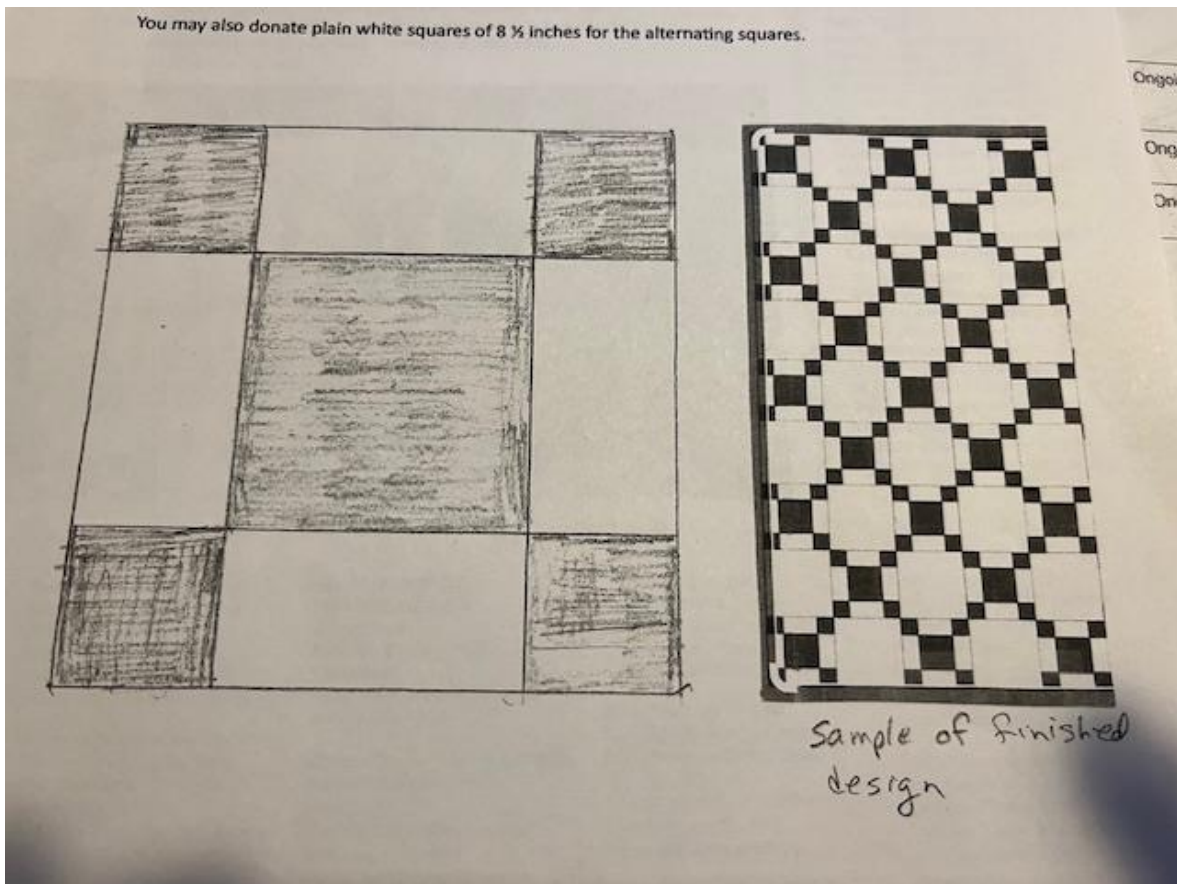 You may also donate plain white squares of 8 ½ inches for the alternating squares.
Sample of finished
design